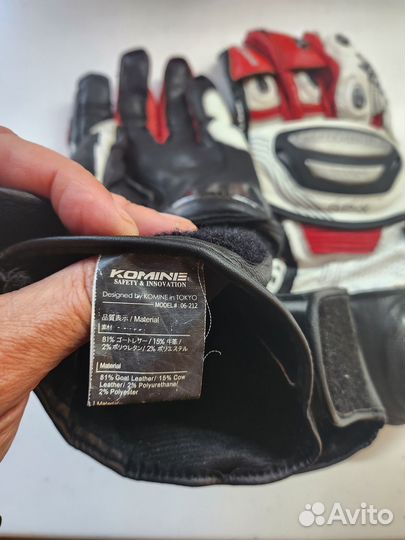 KOMINE
SAFETY & INNOVATION
Designed by KOMINE in TOKYO
MODEL# : 06-212
品質表示 / Material
素材
81% ゴートレザー / 15% 牛革 /
2% ポリウレタン / 2% ポリエステル
Material
81% Goat Leather/ 15% Cow
Leather/ 2% Polyurethane/
2% Polyester
Avito